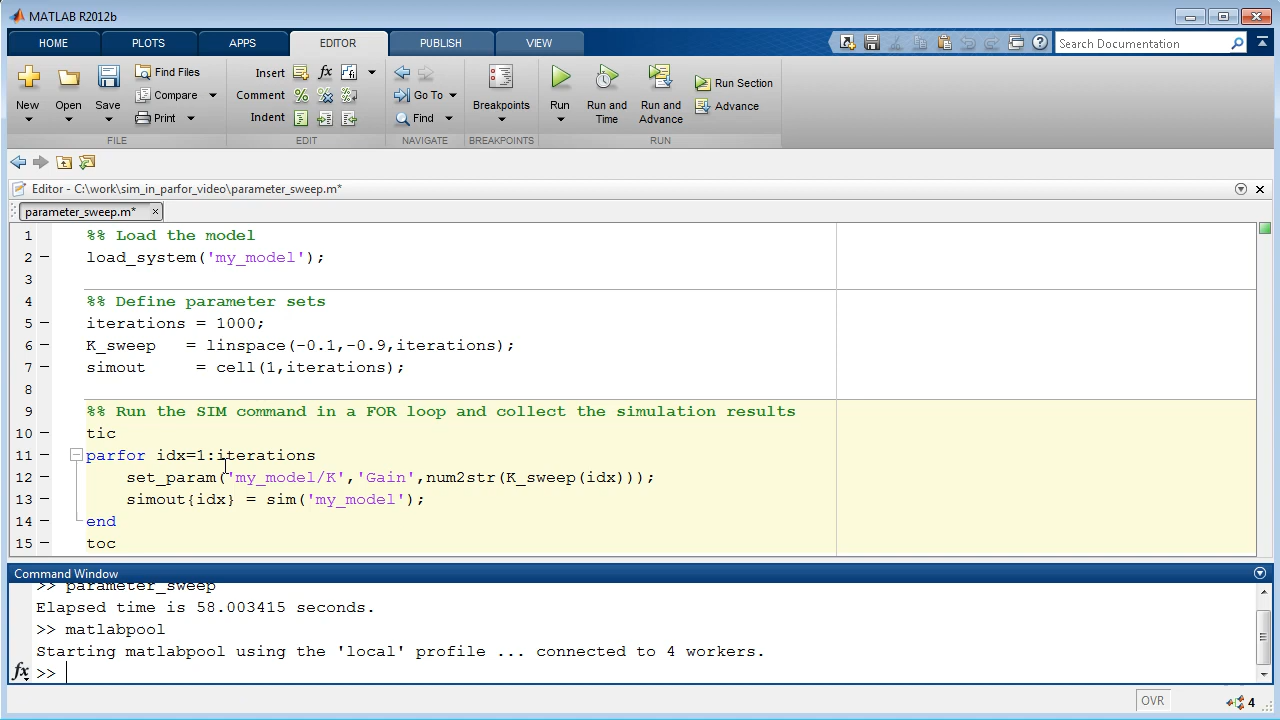 MATLAB R2012b
HOME PLOTS APPS EDITOR PUBLISH VIEW Search Documentation
New Open Save Find Files Compare Print
FILE
Insert fx
Comment
Indent
EDIT
Go To
Find
NAVIGATE
Breakpoints
BREAKPOINTS
Run Run and Time Run and Advance Run Section Advance
RUN
Editor - C:\work\sim_in_parfor_video\parameter_sweep.m*
parameter_sweep.m*
1 %% Load the model
2 load_system('my_model');
3
4 %% Define parameter sets
5 iterations = 1000;
6 K_sweep = linspace(-0.1,-0.9,iterations);
7 simout = cell(1,iterations);
8
9 %% Run the SIM command in a FOR loop and collect the simulation results
10 tic
11 parfor idx=1:iterations
12 set_param('my_model/K','Gain',num2str(K_sweep(idx)));
13 simout{idx} = sim('my_model');
14 end
15 toc
Command Window
>> parameter_sweep
Elapsed time is 58.003415 seconds.
>> matlabpool
Starting matlabpool using the 'local' profile ... connected to 4 workers.
fx >>
OVR 4